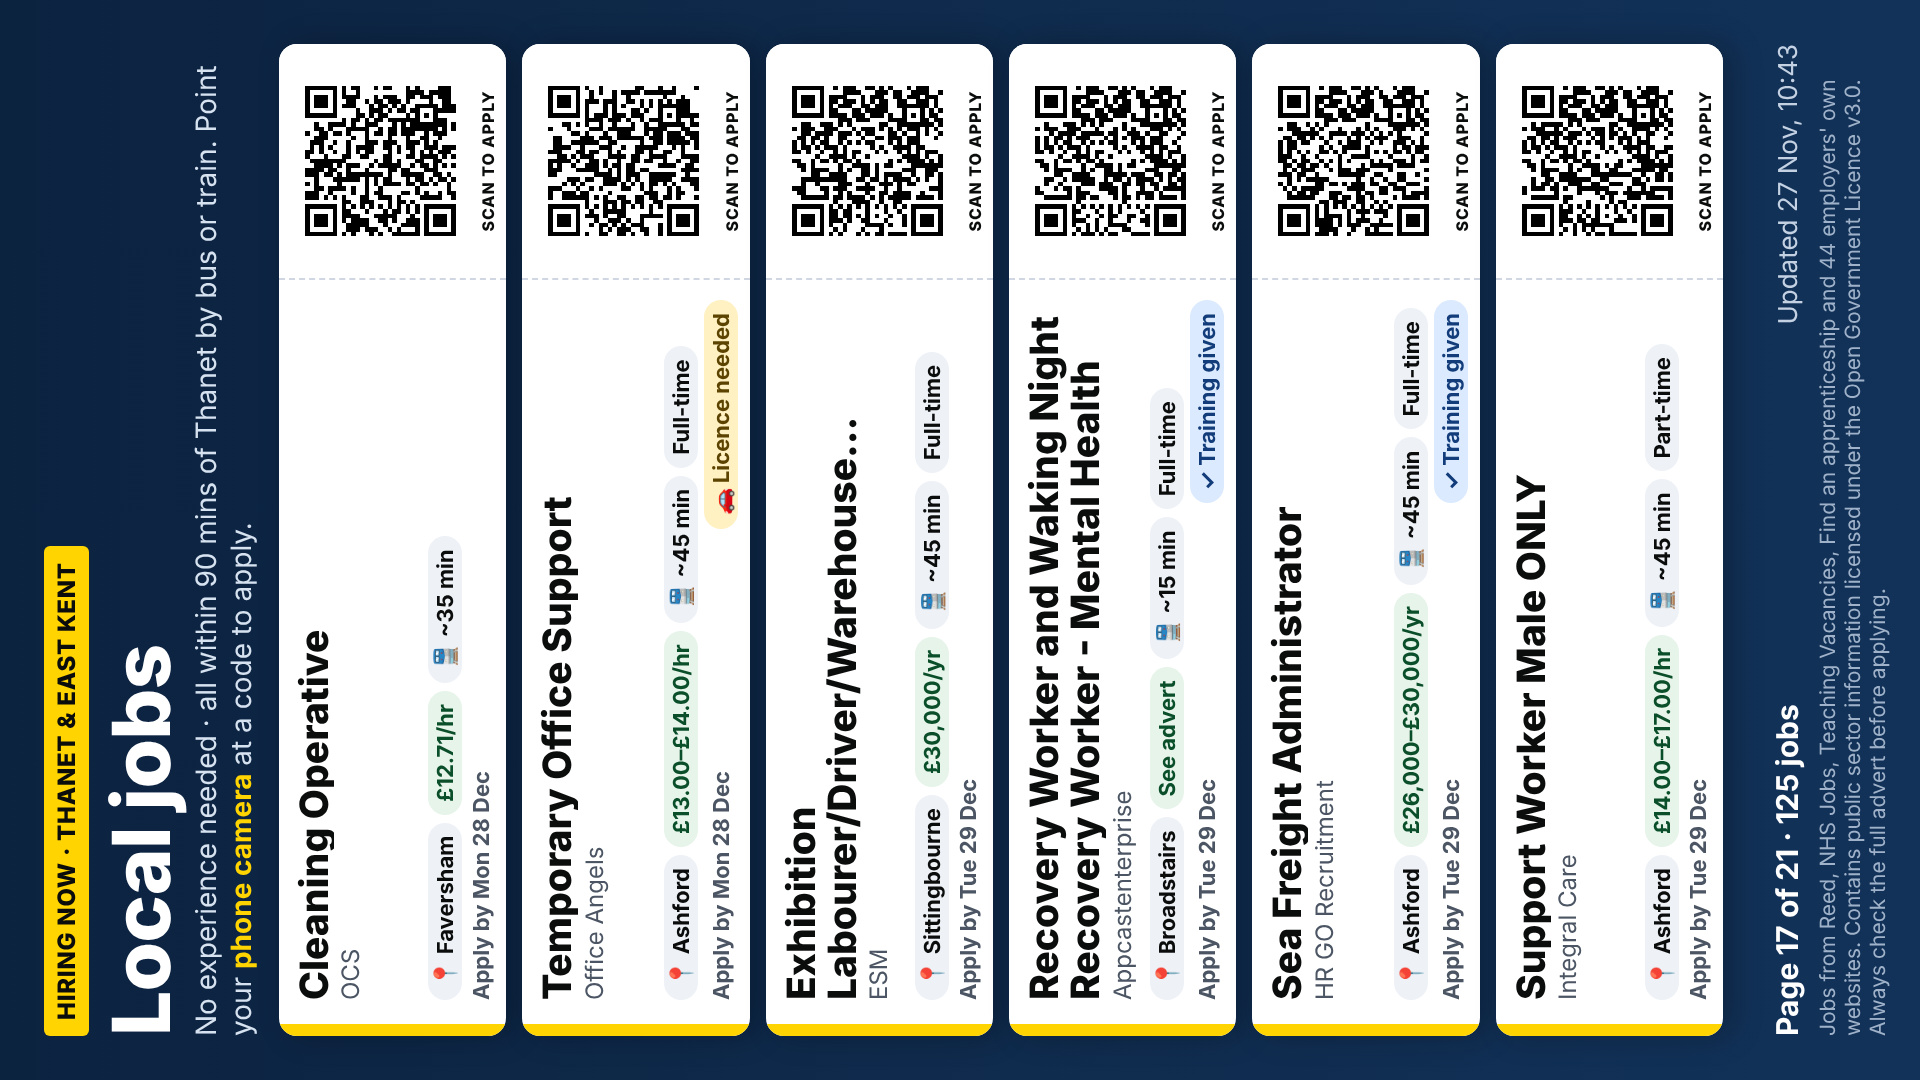 HIRING NOW · THANET & EAST KENT
Local jobs
No experience needed · all within 90 mins of Thanet by bus or train. Point
your phone camera at a code to apply.
Cleaning Operative
OCS
📍 Faversham £12.71/hr 🚆 ~35 min
Apply by Mon 28 Dec
SCAN TO APPLY
Temporary Office Support
Office Angels
📍 Ashford £13.00–£14.00/hr 🚆 ~45 min Full-time
Apply by Mon 28 Dec 🚗 Licence needed
SCAN TO APPLY
Exhibition
Labourer/Driver/Warehouse…
ESM
📍 Sittingbourne £30,000/yr 🚆 ~45 min Full-time
Apply by Tue 29 Dec
SCAN TO APPLY
Recovery Worker and Waking Night
Recovery Worker - Mental Health
Appcastenterprise
📍 Broadstairs See advert 🚆 ~15 min Full-time
Apply by Tue 29 Dec ✓ Training given
SCAN TO APPLY
Sea Freight Administrator
HR GO Recruitment
📍 Ashford £26,000–£30,000/yr 🚆 ~45 min Full-time
Apply by Tue 29 Dec ✓ Training given
SCAN TO APPLY
Support Worker Male ONLY
Integral Care
📍 Ashford £14.00–£17.00/hr 🚆 ~45 min Part-time
Apply by Tue 29 Dec
SCAN TO APPLY
Page 17 of 21 · 125 jobs Updated 27 Nov, 10:43
Jobs from Reed, NHS Jobs, Teaching Vacancies, Find an apprenticeship and 44 employers' own
websites. Contains public sector information licensed under the Open Government Licence v3.0.
Always check the full advert before applying.